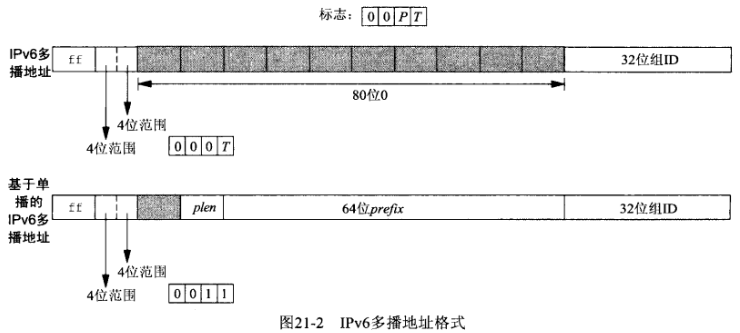 标志： 0 0 P T
IPv6多
播地址
ff
32位组ID
80位0
4位范围
4位范围
0 0 0 T
基于单
播的
IPv6多
播地址
ff
plen
64位prefix
32位组ID
4位范围
4位范围
0 0 1 1
图21-2 IPv6多播地址格式